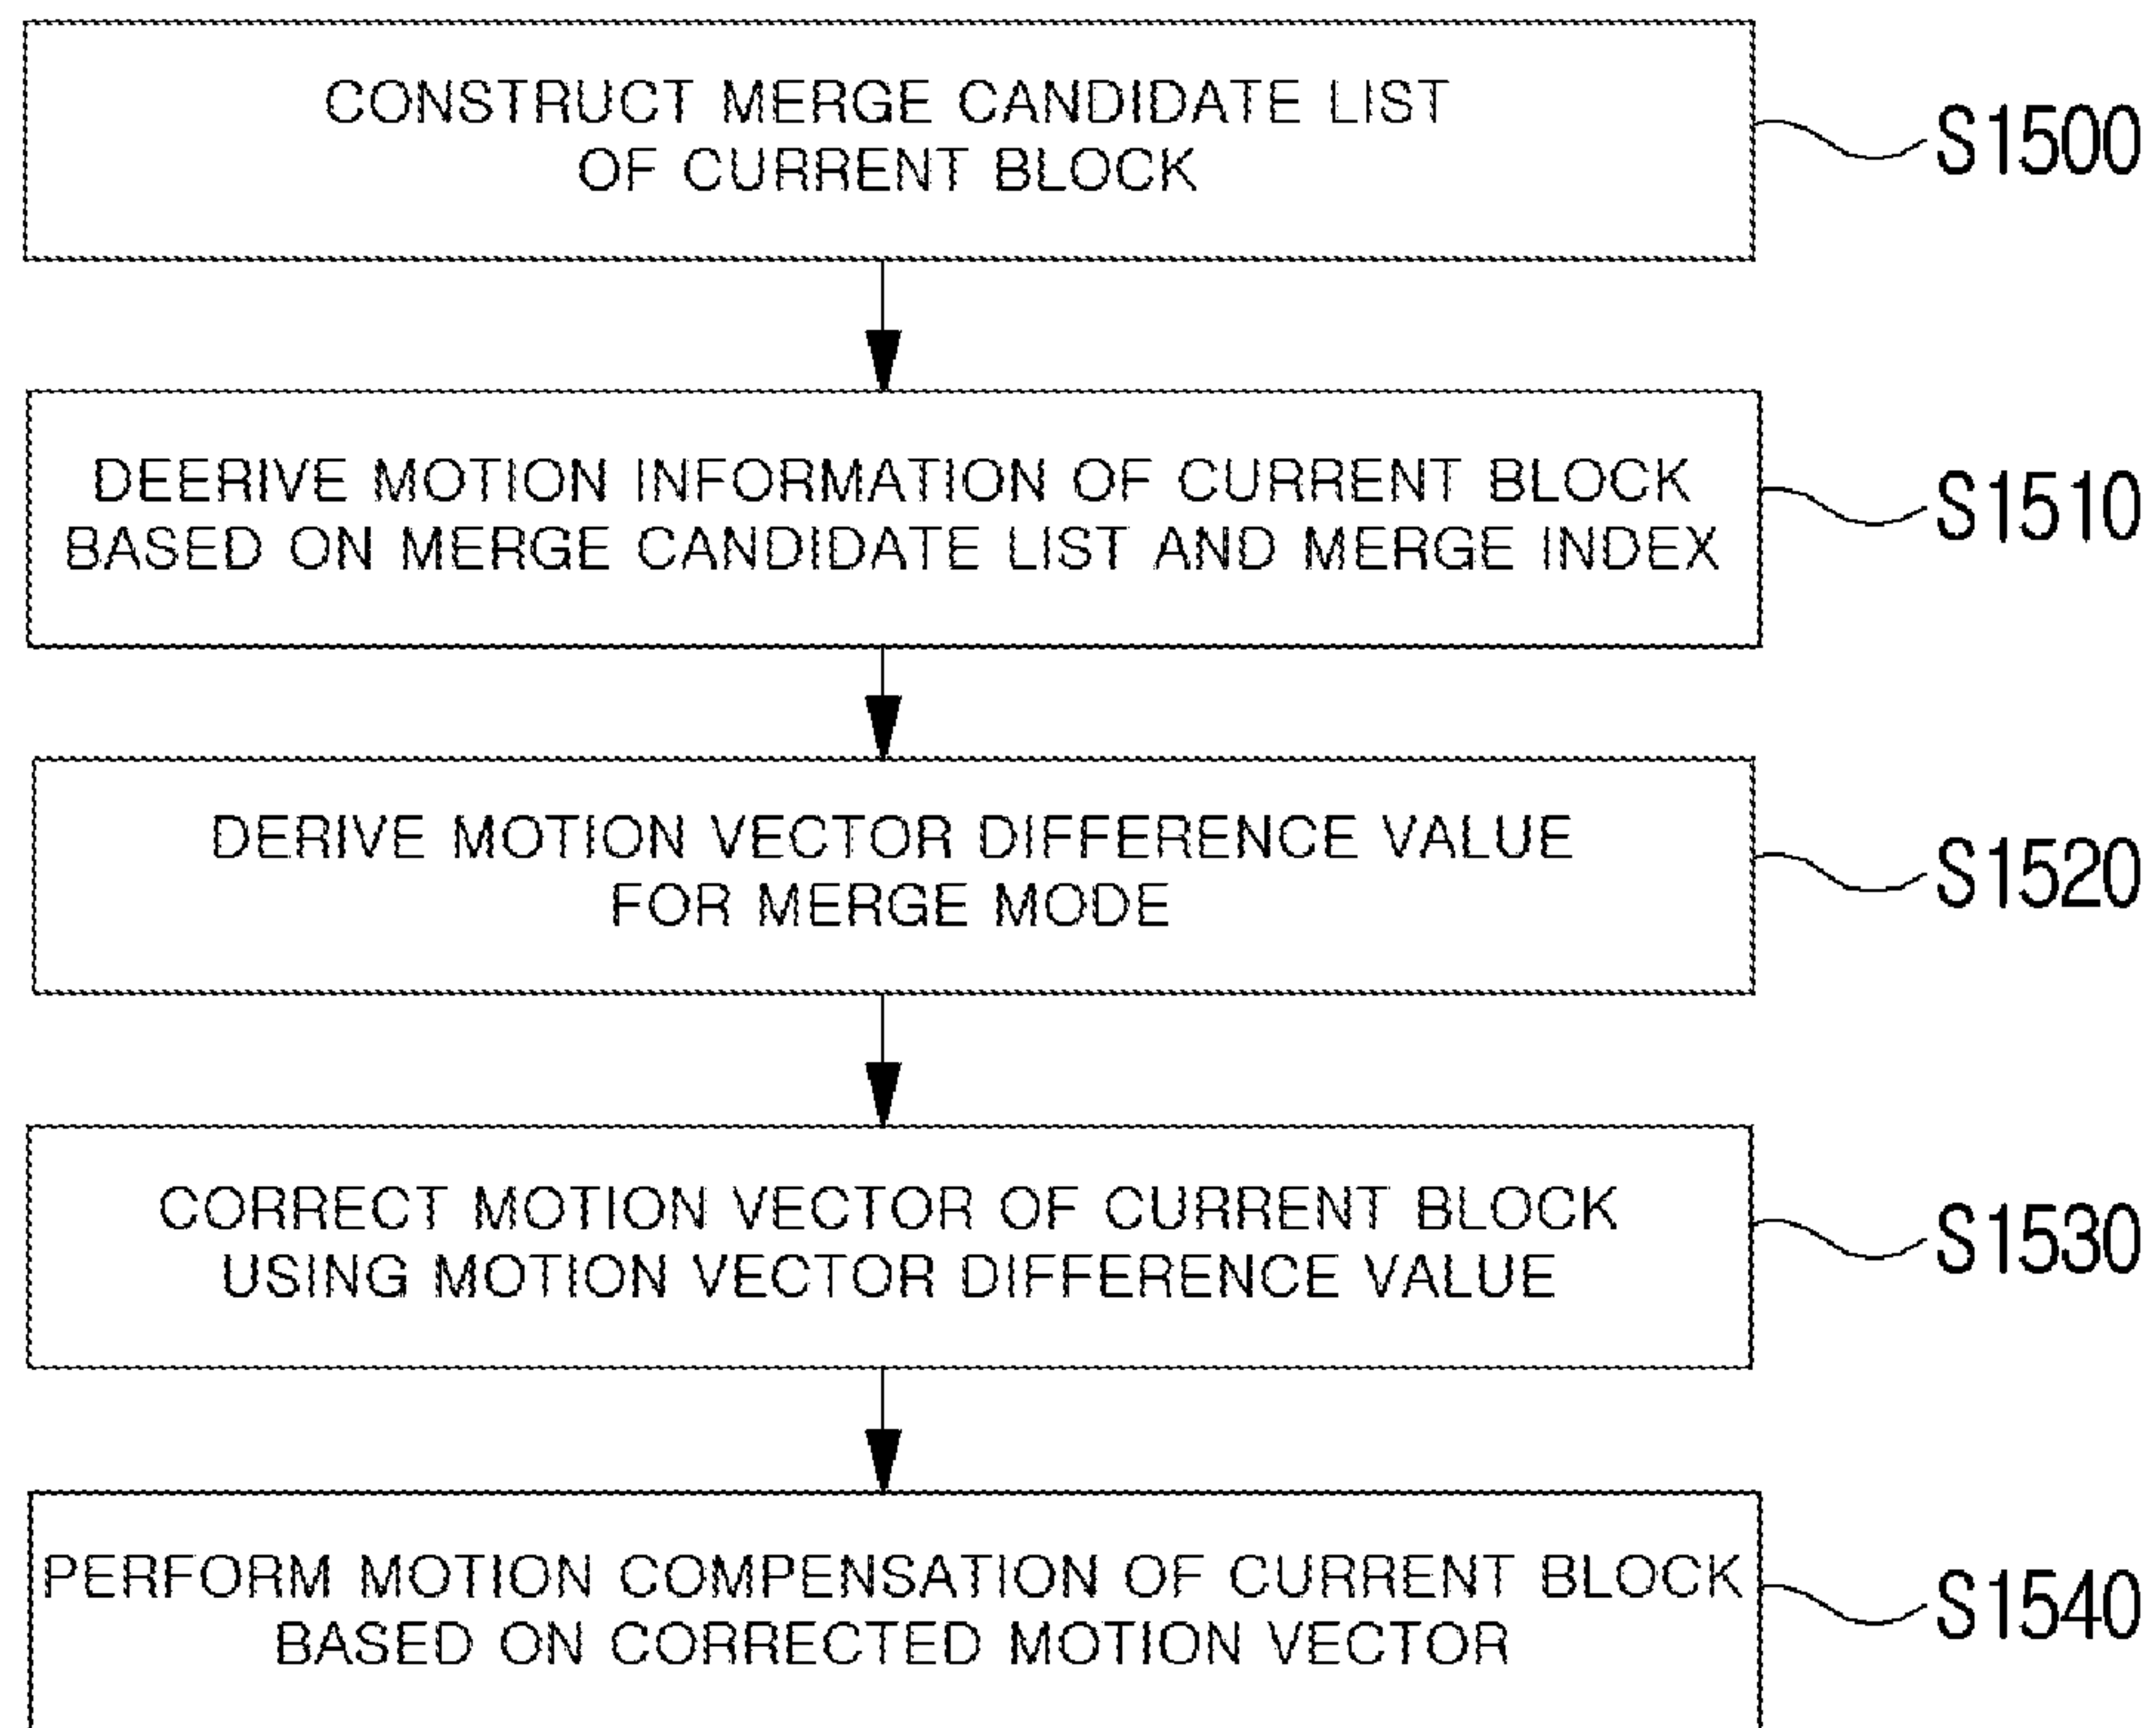 CONSTRUCT MERGE CANDIDATE LIST
OF CURRENT BLOCK
S1500
DEERIVE MOTION INFORMATION OF CURRENT BLOCK
BASED ON MERGE CANDIDATE LIST AND MERGE INDEX
S1510
DERIVE MOTION VECTOR DIFFERENCE VALUE
FOR MERGE MODE
S1520
CORRECT MOTION VECTOR OF CURRENT BLOCK
USING MOTION VECTOR DIFFERENCE VALUE
S1530
PERFORM MOTION COMPENSATION OF CURRENT BLOCK
BASED ON CORRECTED MOTION VECTOR
S1540